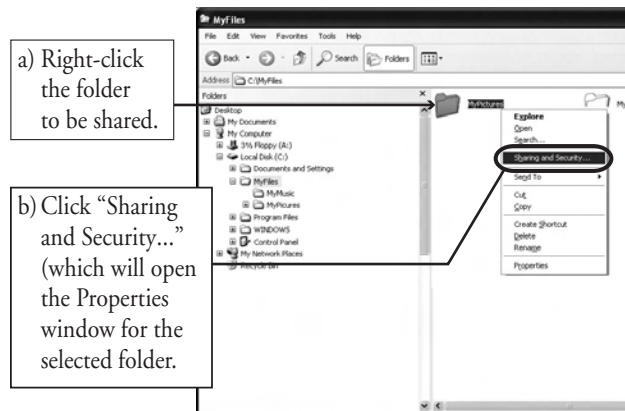 MyFiles
File Edit View Favorites Tools Help
Back Search Folders
Address C:\MyFiles
Folders
a) Right-click
the folder
to be shared.
Desktop
My Documents
My Computer
3½ Floppy (A:)
Local Disk (C:)
Documents and Settings
MyFiles
MyMusic
MyPicures
Program Files
WINDOWS
Control Panel
My Network Places
Recycle Bin
MyPictures
My
Explore
Open
Search...
Sharing and Security...
Send To
Cut
Copy
Create Shortcut
Delete
Rename
Properties
b) Click “Sharing
and Security...”
(which will open
the Properties
window for the
selected folder.